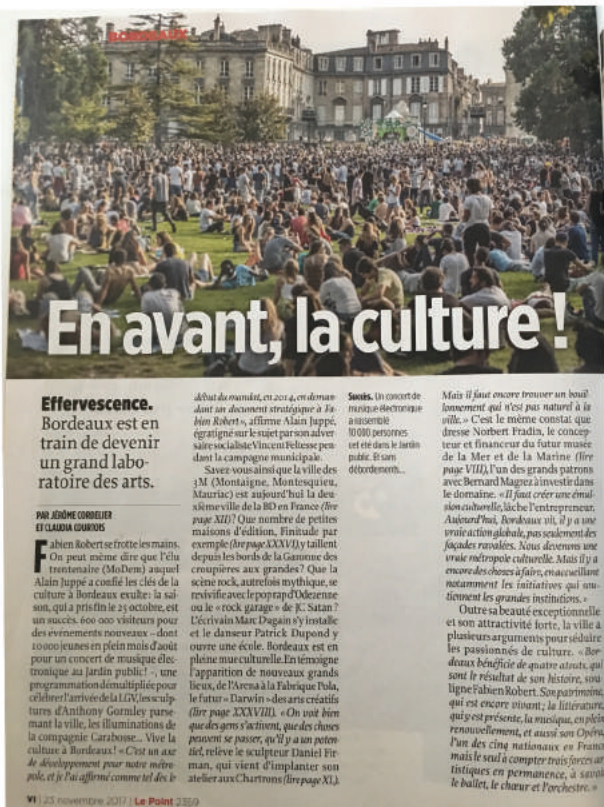 BORDEAUX
En avant, la culture !
Effervescence.
Bordeaux est en
train de devenir
un grand labo-
ratoire des arts.
PAR JÉRÔME CORDELIER
ET CLAUDIA COURTOIS
Fabien Robert se frotte les mains.
On peut même dire que l'élu
trentenaire (MoDem) auquel
Alain Juppé a confié les clés de la
culture à Bordeaux exulte : la sai-
son, qui a pris fin le 25 octobre, est
un succès. 600 000 visiteurs pour
des événements nouveaux – dont
10 000 jeunes en plein mois d'août
pour un concert de musique élec-
tronique au Jardin public ! –, une
programmation démultipliée pour
célébrer l'arrivée de la LGV, les sculp-
tures d'Anthony Gormley parse-
mant la ville, les illuminations de
la compagnie Carabosse... Vive la
culture à Bordeaux ! « C'est un axe
de développement pour notre métro-
pole, et je l'ai affirmé comme tel dès le
début du mandat, en 2014, en deman-
dant un document stratégique à Fa-
bien Robert », affirme Alain Juppé,
égratigné sur le sujet par son adver-
saire socialiste Vincent Feltesse pen-
dant la campagne municipale.
Savez-vous ainsi que la ville des
3M (Montaigne, Montesquieu,
Mauriac) est aujourd'hui la deu-
xième ville de la BD en France (lire
page XII) ? Que nombre de petites
maisons d'édition, Finitude par
exemple (lire page XXXVI), y taillent
depuis les bords de la Garonne des
croupières aux grandes ? Que la
scène rock, autrefois mythique, se
revivifie avec le pop rap d'Odezenne
ou le « rock garage » de JC Satan ?
L'écrivain Marc Dugain s'y installe
et le danseur Patrick Dupond y
ouvre une école. Bordeaux est en
pleine mue culturelle. En témoigne
l'apparition de nouveaux grands
lieux, de l'Arena à la Fabrique Pola,
le futur « Darwin » des arts créatifs
(lire page XXXVIII). « On voit bien
que des gens s'activent, que des choses
peuvent se passer, qu'il y a un poten-
tiel, relève le sculpteur Daniel Fir-
man, qui vient d'implanter son
atelier aux Chartrons (lire page XL).
Succès. Un concert de
musique électronique
a rassemblé
10 000 personnes
cet été dans le Jardin
public. Et sans
débordements...
Mais il faut encore trouver un bouil-
lonnement qui n'est pas naturel à la
ville. » C'est le même constat que
dresse Norbert Fradin, le concep-
teur et financeur du futur musée
de la Mer et de la Marine (lire
page VIII), l'un des grands patrons
avec Bernard Magrez à investir dans
le domaine. « Il faut créer une émul-
sion culturelle, lâche l'entrepreneur.
Aujourd'hui, Bordeaux vit, il y a une
vraie action globale, pas seulement des
façades ravalées. Nous devenons une
vraie métropole culturelle. Mais il y a
encore des choses à faire, en accueillant
notamment les initiatives qui sou-
tiennent les grandes institutions. »
Outre sa beauté exceptionnelle
et son attractivité forte, la ville a
plusieurs arguments pour séduire
les passionnés de culture. « Bor-
deaux bénéficie de quatre atouts, qui
sont le résultat de son histoire, sou-
ligne Fabien Robert. Son patrimoine,
qui est encore vivant ; la littérature,
qui y est présente, la musique, en plein
renouvellement, et aussi son Opéra,
l'un des cinq nationaux en France
mais le seul à compter trois forces ar-
tistiques en permanence, à savoir
le ballet, le chœur et l'orchestre. »
VI | 23 novembre 2017 | Le Point 2359